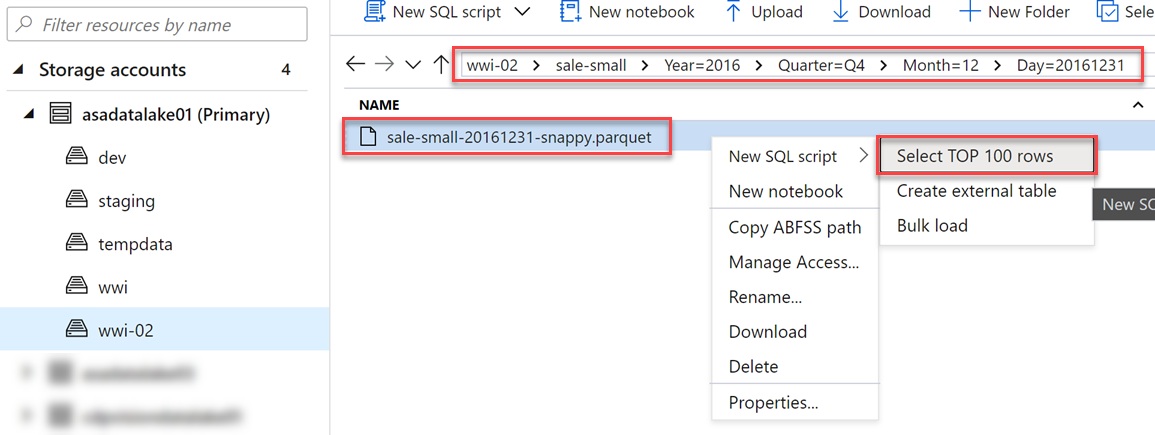 Filter resources by name
Storage accounts 4
asadatalake01 (Primary)
dev
staging
tempdata
wwi
wwi-02
New SQL script New notebook Upload Download New Folder Sele
wwi-02 > sale-small > Year=2016 > Quarter=Q4 > Month=12 > Day=20161231
NAME
sale-small-20161231-snappy.parquet
New SQL script >
New notebook
Copy ABFSS path
Manage Access...
Rename...
Download
Delete
Properties...
Select TOP 100 rows
Create external table
Bulk load
New SQ